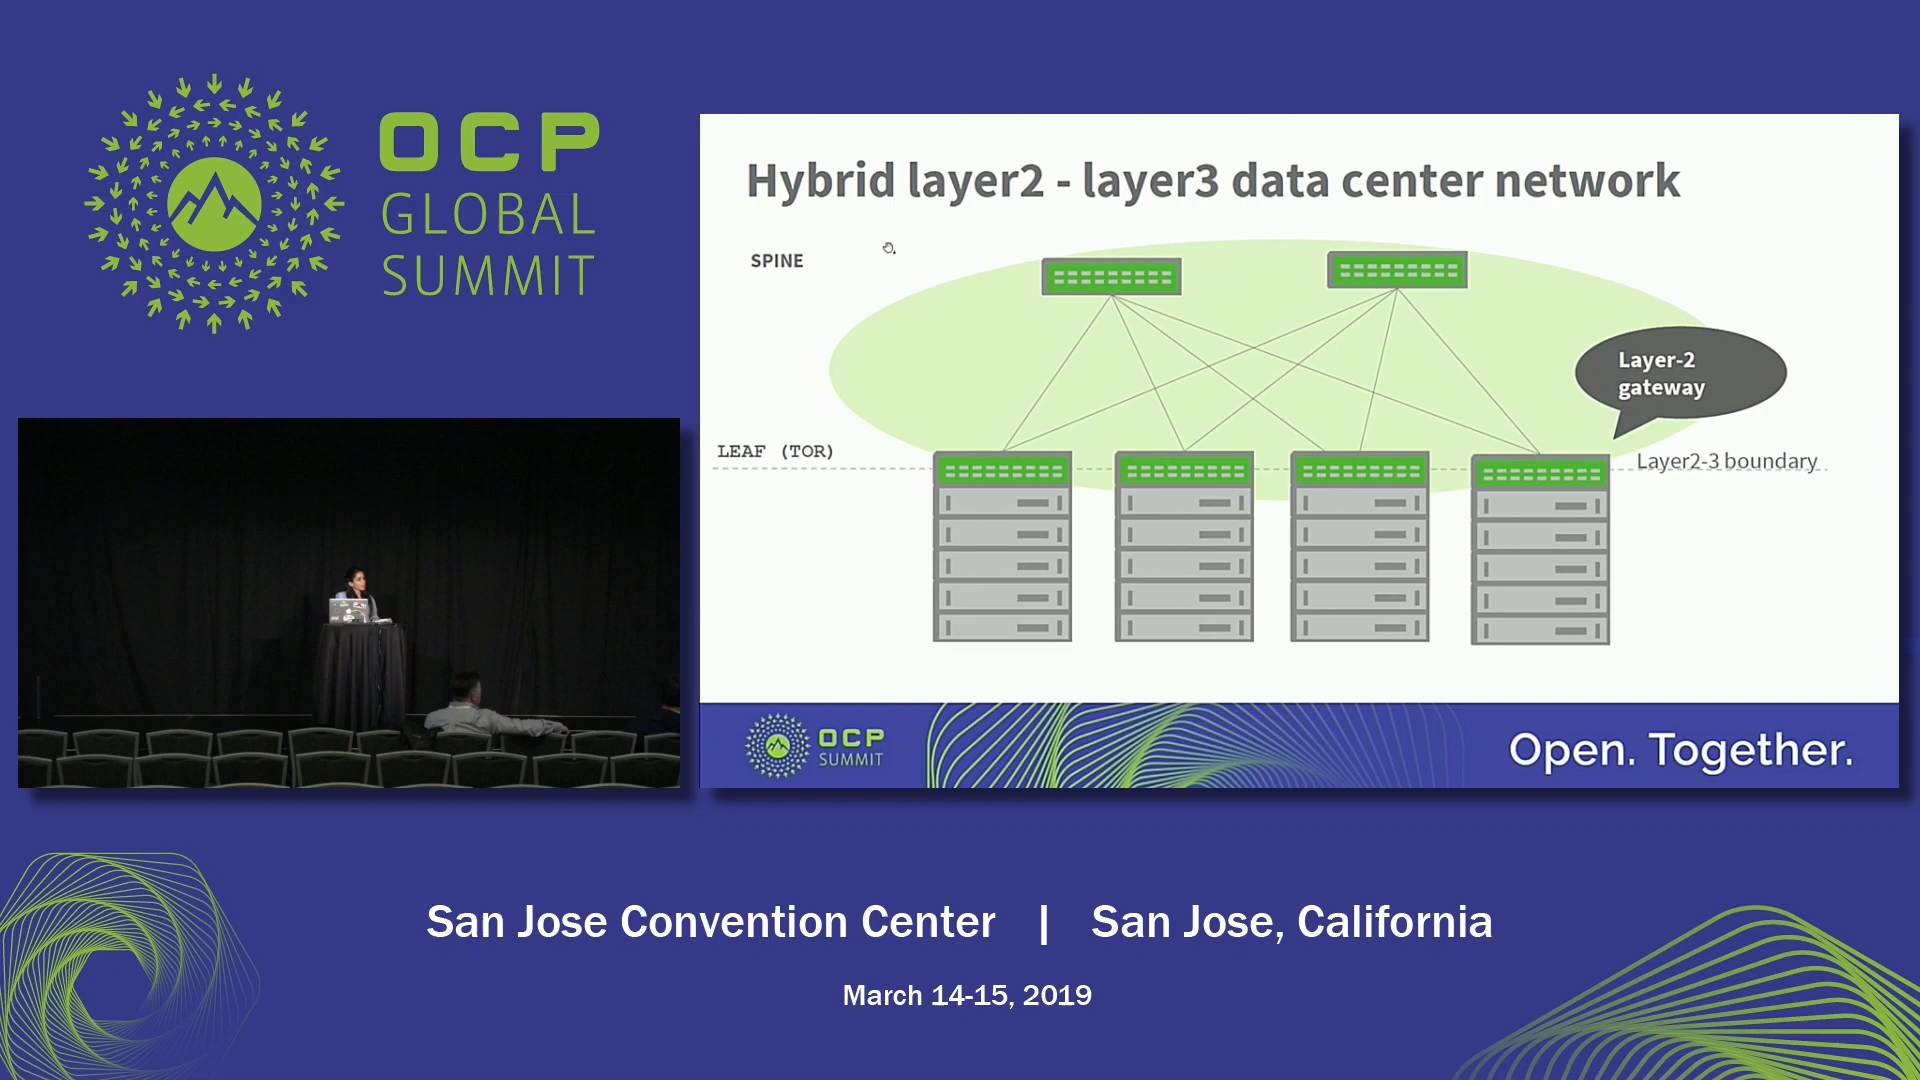 OCP
GLOBAL
SUMMIT
Hybrid layer2 - layer3 data center network
SPINE
Layer-2
gateway
LEAF (TOR)
Layer2-3 boundary
OCP
SUMMIT
Open. Together.
San Jose Convention Center | San Jose, California
March 14-15, 2019